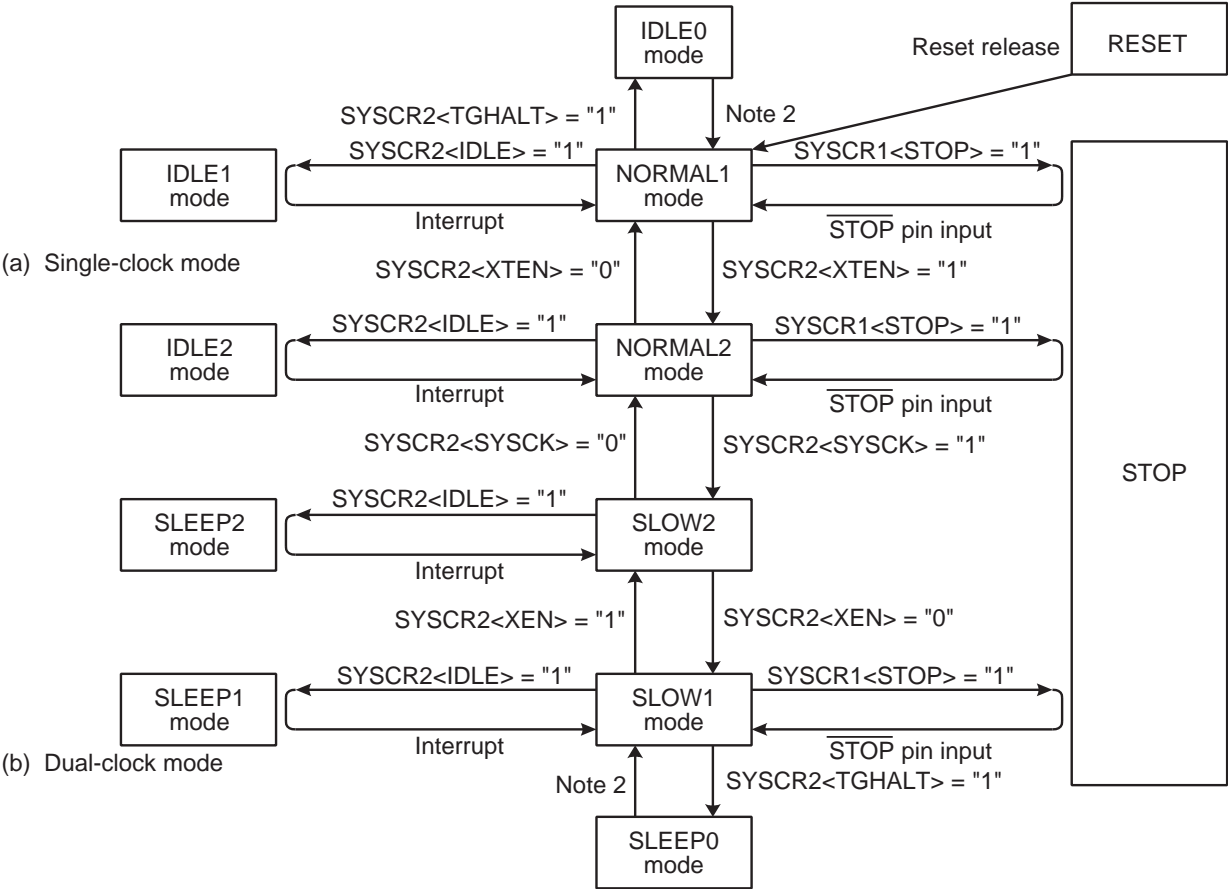 IDLE0
mode
Reset release
RESET
SYSCR2<TGHALT> = "1"
Note 2
IDLE1
mode
SYSCR2<IDLE> = "1"
Interrupt
NORMAL1
mode
SYSCR1<STOP> = "1"
STOP pin input
(a) Single-clock mode
SYSCR2<XTEN> = "0"
SYSCR2<XTEN> = "1"
IDLE2
mode
SYSCR2<IDLE> = "1"
Interrupt
NORMAL2
mode
SYSCR1<STOP> = "1"
STOP pin input
SYSCR2<SYSCK> = "0"
SYSCR2<SYSCK> = "1"
STOP
SLEEP2
mode
SYSCR2<IDLE> = "1"
Interrupt
SLOW2
mode
SYSCR2<XEN> = "1"
SYSCR2<XEN> = "0"
SLEEP1
mode
SYSCR2<IDLE> = "1"
Interrupt
SLOW1
mode
SYSCR1<STOP> = "1"
STOP pin input
(b) Dual-clock mode
Note 2
SYSCR2<TGHALT> = "1"
SLEEP0
mode